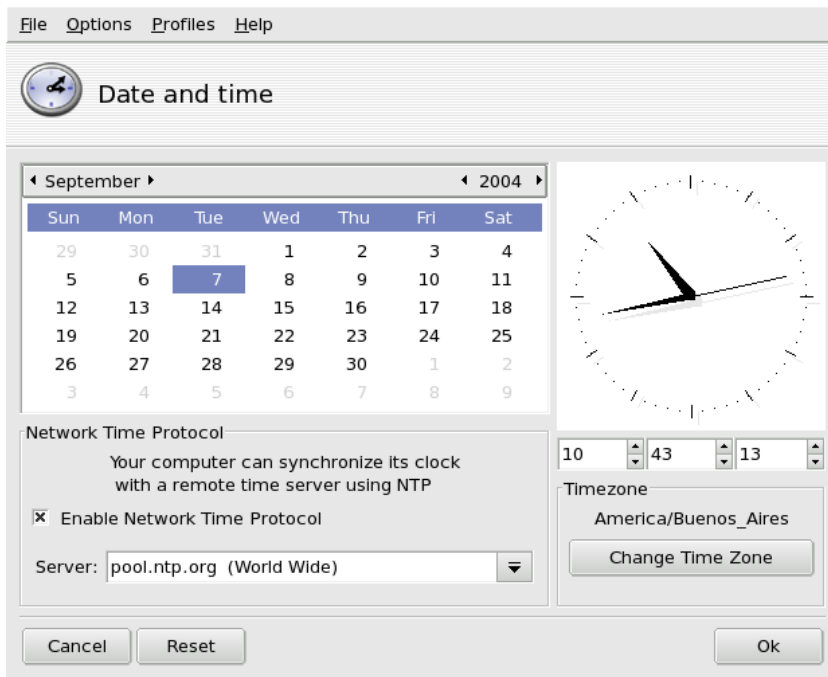 File Options Profiles Help
Date and time
September 2004
Sun Mon Tue Wed Thu Fri Sat
29 30 31 1 2 3 4
5 6 7 8 9 10 11
12 13 14 15 16 17 18
19 20 21 22 23 24 25
26 27 28 29 30 1 2
3 4 5 6 7 8 9
10 43 13
Network Time Protocol
Your computer can synchronize its clock
with a remote time server using NTP
Enable Network Time Protocol
Server: pool.ntp.org (World Wide)
Timezone
America/Buenos_Aires
Change Time Zone
Cancel Reset Ok